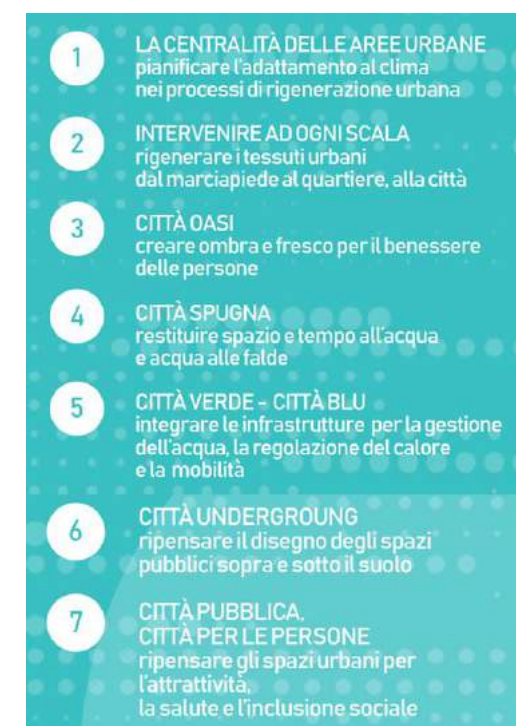 1
LA CENTRALITÀ DELLE AREE URBANE
pianificare l'adattamento al clima
nei processi di rigenerazione urbana
2
INTERVENIRE AD OGNI SCALA
rigenerare i tessuti urbani
dal marciapiede al quartiere, alla città
3
CITTÀ OASI
creare ombra e fresco per il benessere
delle persone
4
CITTÀ SPUGNA
restituire spazio e tempo all'acqua
e acqua alle falde
5
CITTÀ VERDE - CITTÀ BLU
integrare le infrastrutture per la gestione
dell'acqua, la regolazione del calore
e la mobilità
6
CITTÀ UNDERGROUNG
ripensare il disegno degli spazi
pubblici sopra e sotto il suolo
7
CITTÀ PUBBLICA,
CITTÀ PER LE PERSONE
ripensare gli spazi urbani per
l'attrattività,
la salute e l'inclusione sociale